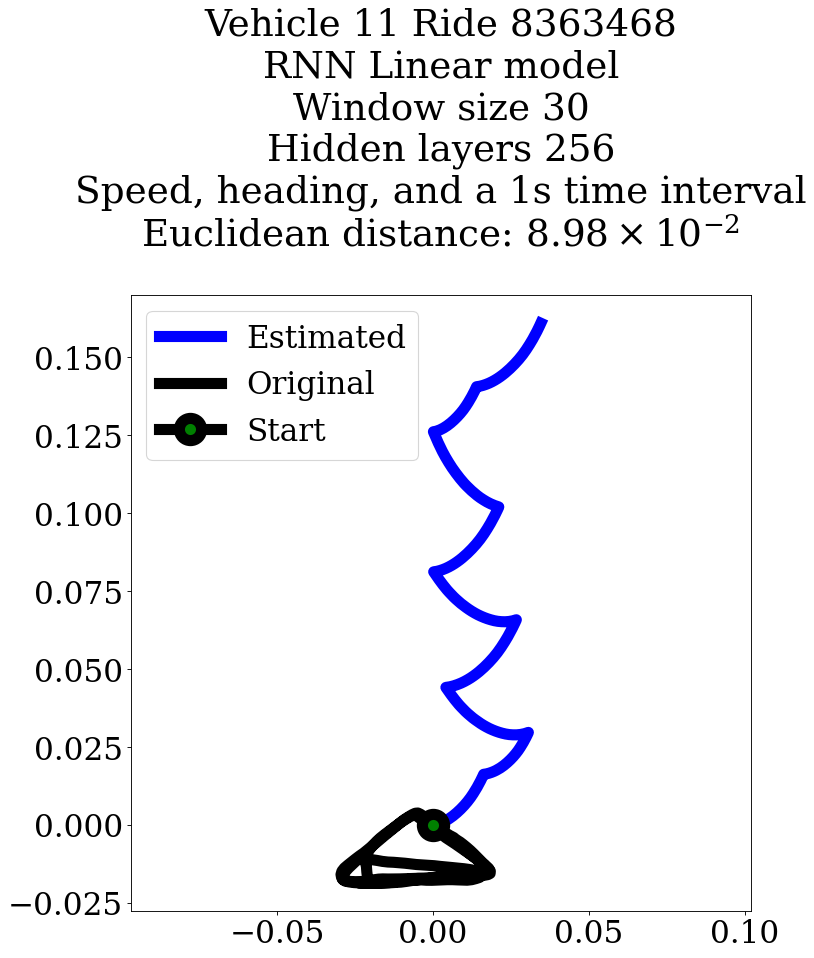 Vehicle 11 Ride 8363468
RNN Linear model
Window size 30
Hidden layers 256
Speed, heading, and a 1s time interval
Euclidean distance: 8.98 × 10⁻²
Estimated
Original
Start
0.150
0.125
0.100
0.075
0.050
0.025
0.000
−0.025
−0.05 0.00 0.05 0.10